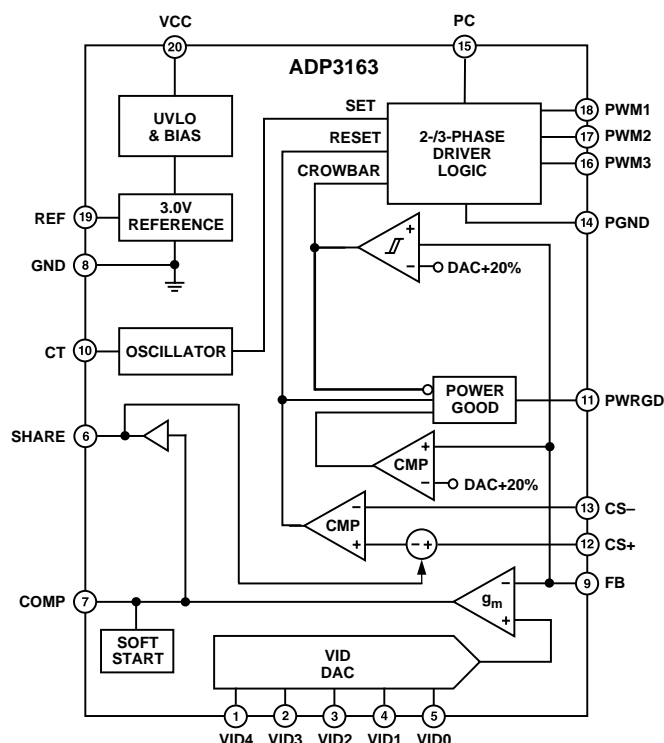 VCC
20
PC
15
ADP3163
UVLO
& BIAS
SET
RESET
CROWBAR
2-/3-PHASE
DRIVER
LOGIC
18 PWM1
17 PWM2
16 PWM3
REF 19
3.0V
REFERENCE
14 PGND
GND 8
+
– DAC+20%
CT 10
OSCILLATOR
POWER
GOOD
11 PWRGD
SHARE 6
CMP
+
– DAC+20%
CMP
–
+
13 CS–
– +
12 CS+
COMP 7
gm
–
+
9 FB
SOFT
START
VID
DAC
1 2 3 4 5
VID4 VID3 VID2 VID1 VID0